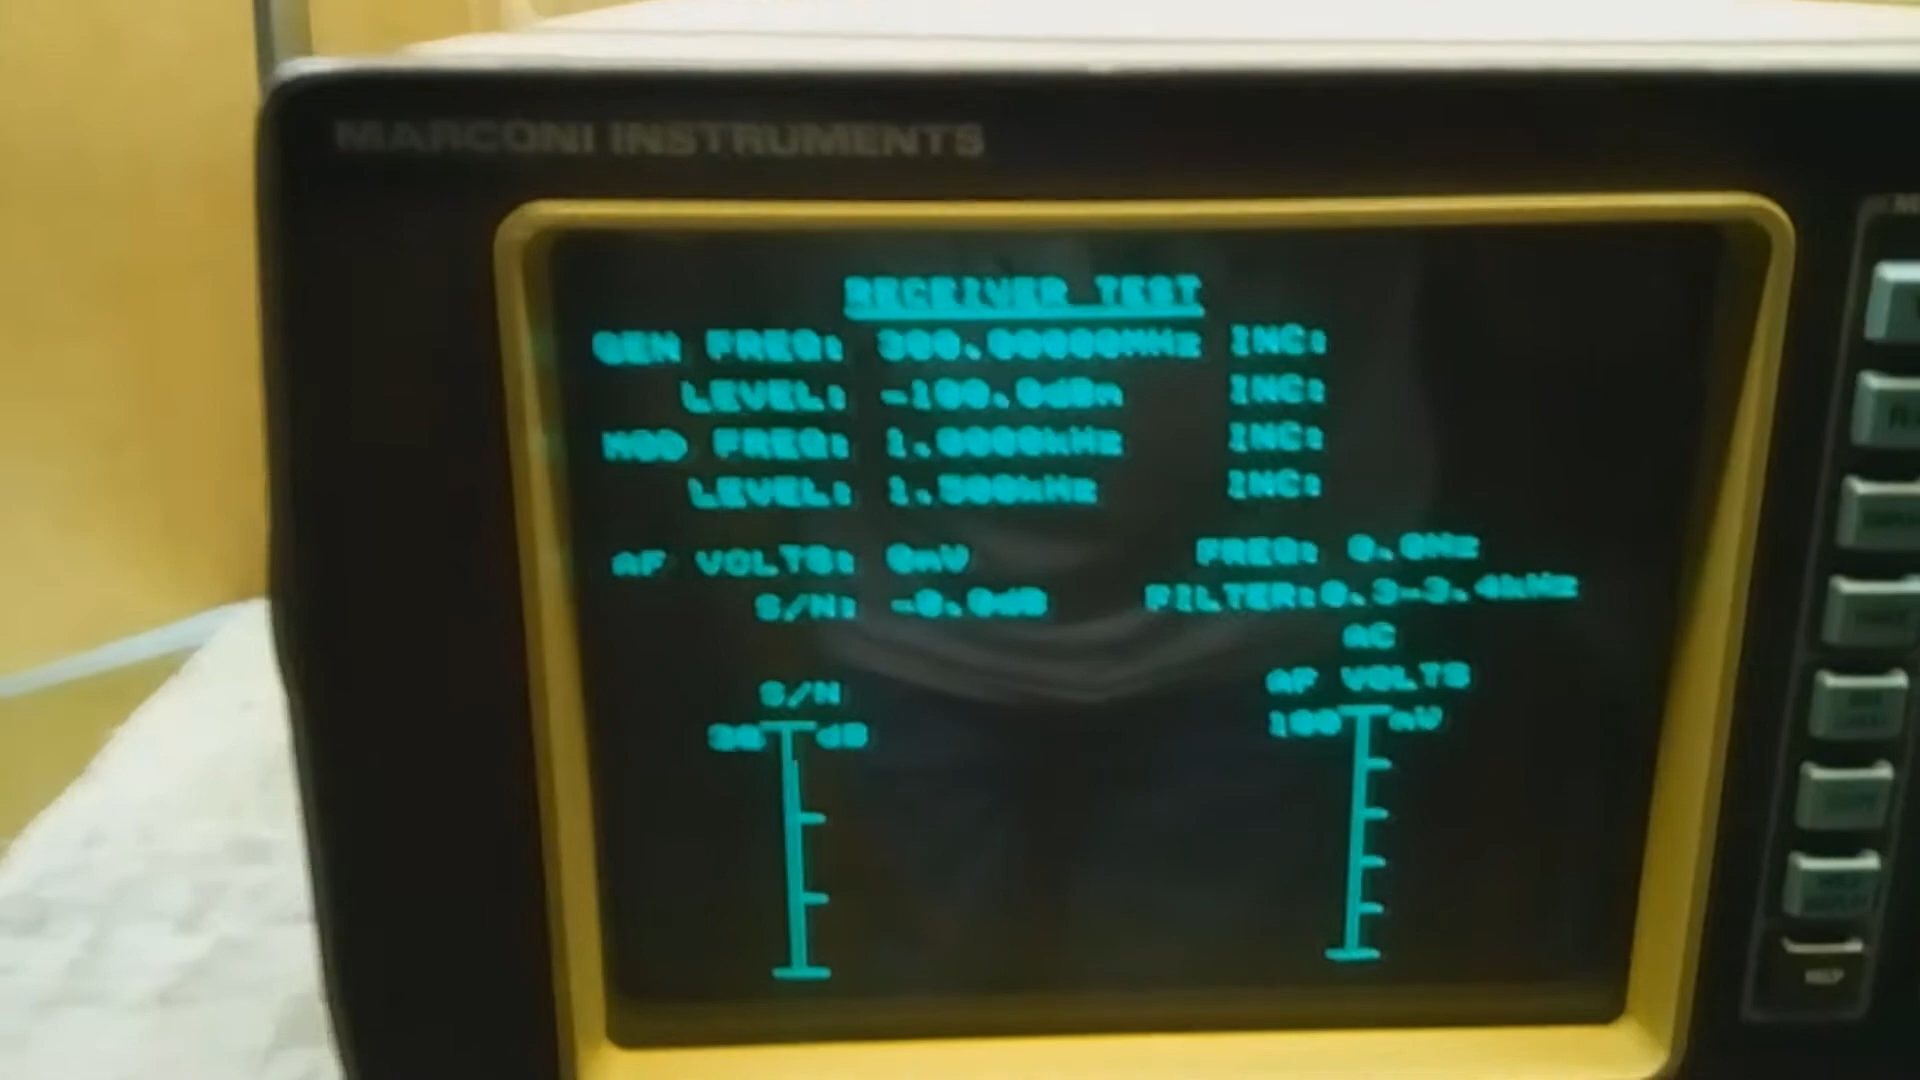 MARCONI INSTRUMENTS
RECEIVER TEST
GEN FREQ: 300.00000MHz INC:
LEVEL: -100.0dBm INC:
MOD FREQ: 1.0000kHz INC:
LEVEL: 1.500kHz INC:
AF VOLTS: 0mV FREQ: 0.0Hz
S/N: -0.0dB FILTER:0.3-3.4kHz
AC
S/N AF VOLTS
30 dB 100 mV
HELP